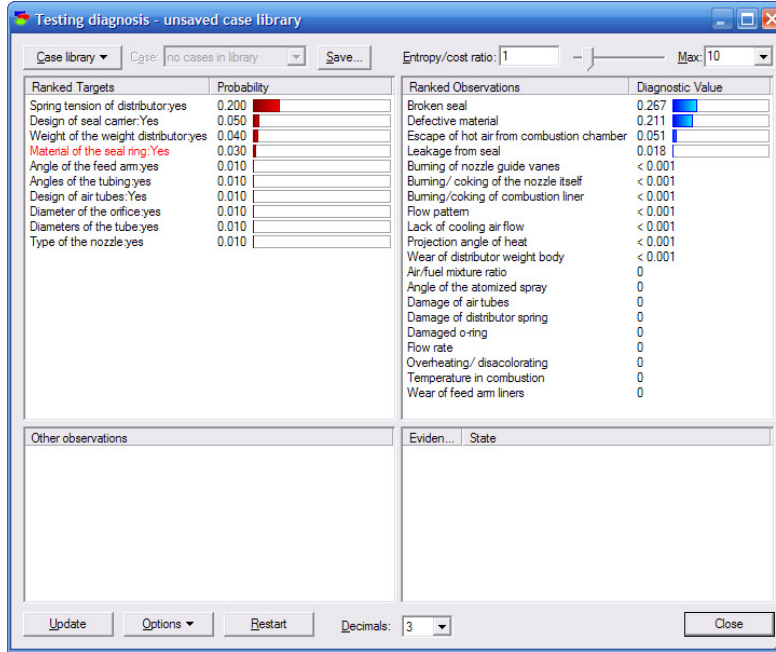 Testing diagnosis - unsaved case library
Case library Case: no cases in library Save... Entropy/cost ratio: 1 Max: 10
Ranked Targets Probability
Spring tension of distributor:yes 0.200
Design of seal carrier:Yes 0.050
Weight of the weight distributor:yes 0.040
Material of the seal ring:Yes 0.030
Angle of the feed arm:yes 0.010
Angles of the tubing:yes 0.010
Design of air tubes:Yes 0.010
Diameter of the orifice:yes 0.010
Diameters of the tube:yes 0.010
Type of the nozzle:yes 0.010
Ranked Observations Diagnostic Value
Broken seal 0.267
Defective material 0.211
Escape of hot air from combustion chamber 0.051
Leakage from seal 0.018
Burning of nozzle guide vanes < 0.001
Burning/ coking of the nozzle itself < 0.001
Burning/coking of combustion liner < 0.001
Flow pattern < 0.001
Lack of cooling air flow < 0.001
Projection angle of heat < 0.001
Wear of distributor weight body < 0.001
Air/fuel mixture ratio 0
Angle of the atomized spray 0
Damage of air tubes 0
Damage of distributor spring 0
Damaged o-ring 0
Flow rate 0
Overheating/ disacolorating 0
Temperature in combustion 0
Wear of feed arm liners 0
Other observations
Eviden... State
Update Options Restart Decimals: 3 Close